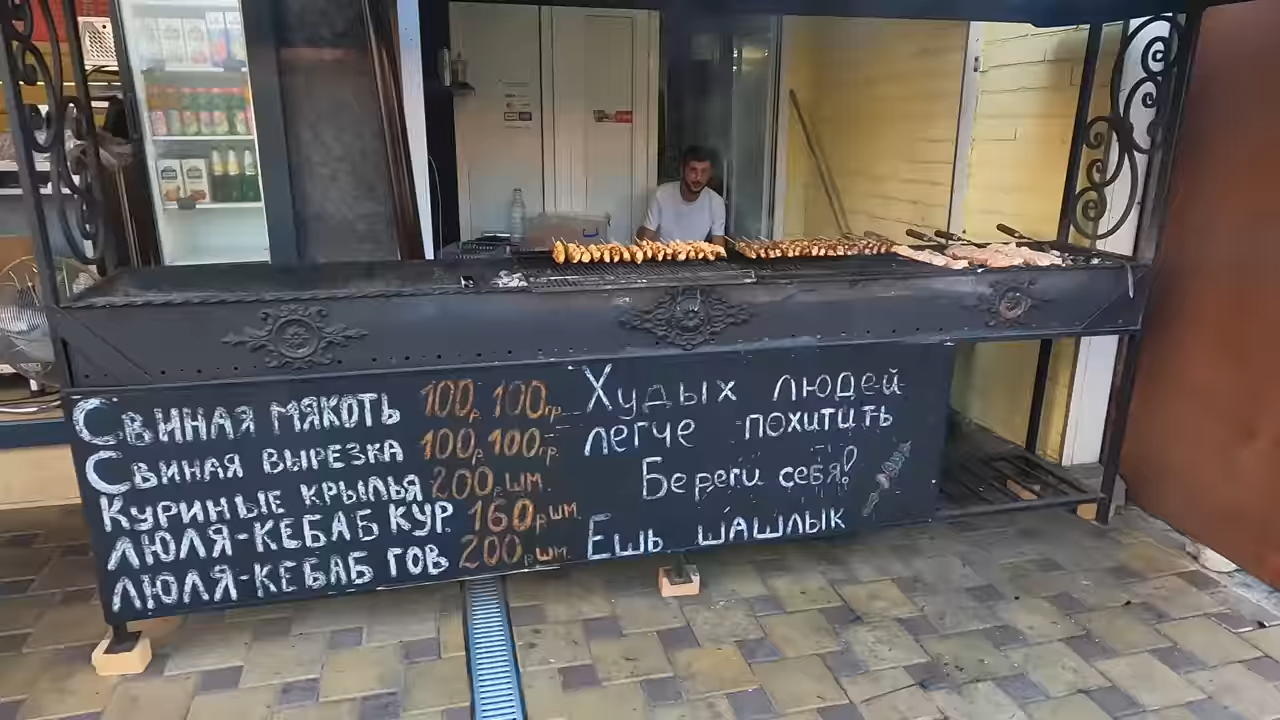 Свиная мякоть 100р 100гр.
Свиная вырезка 100р 100гр.
Куриные крылья 200р шт.
Люля-кебаб кур. 160р шт.
Люля-кебаб гов 200р шт.
Худых людей
легче похитить
Береги себя!
Ешь шашлык